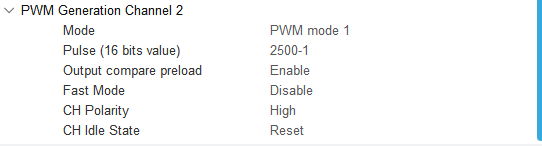 PWM Generation Channel 2
Mode PWM mode 1
Pulse (16 bits value) 2500-1
Output compare preload Enable
Fast Mode Disable
CH Polarity High
CH Idle State Reset